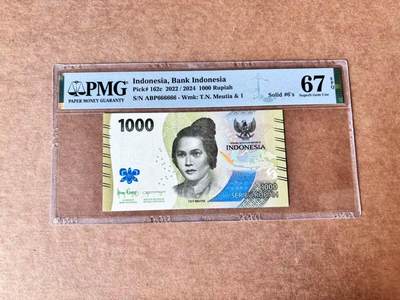 PMG
PAPER MONEY GUARANTY
Indonesia, Bank Indonesia
Pick# 162c 2022 / 2024 1000 Rupiah
S/N ABP666666 - Wmk: T.N. Meutia & 1
Solid #6's
67 EPQ
Superb Gem Unc
1000
INDONESIA
1000